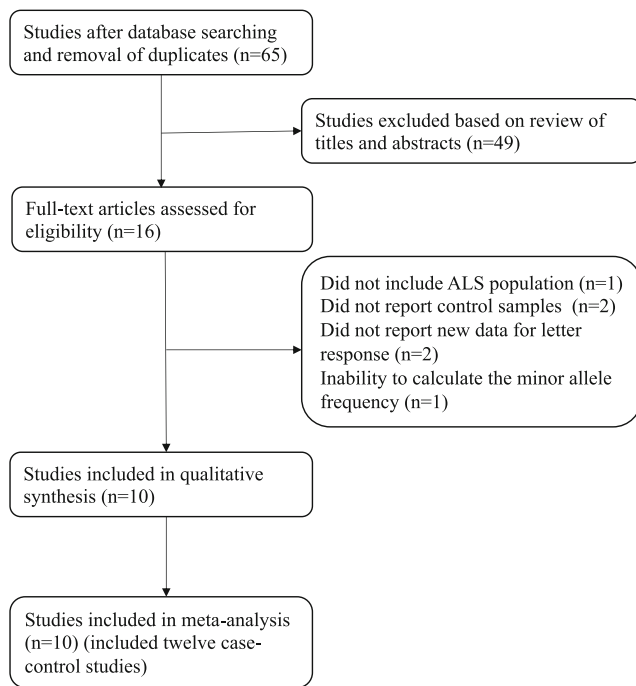 Studies after database searching
and removal of duplicates (n=65)
Studies excluded based on review of
titles and abstracts (n=49)
Full-text articles assessed for
eligibility (n=16)
Did not include ALS population (n=1)
Did not report control samples (n=2)
Did not report new data for letter
response (n=2)
Inability to calculate the minor allele
frequency (n=1)
Studies included in qualitative
synthesis (n=10)
Studies included in meta-analysis
(n=10) (included twelve case-
control studies)